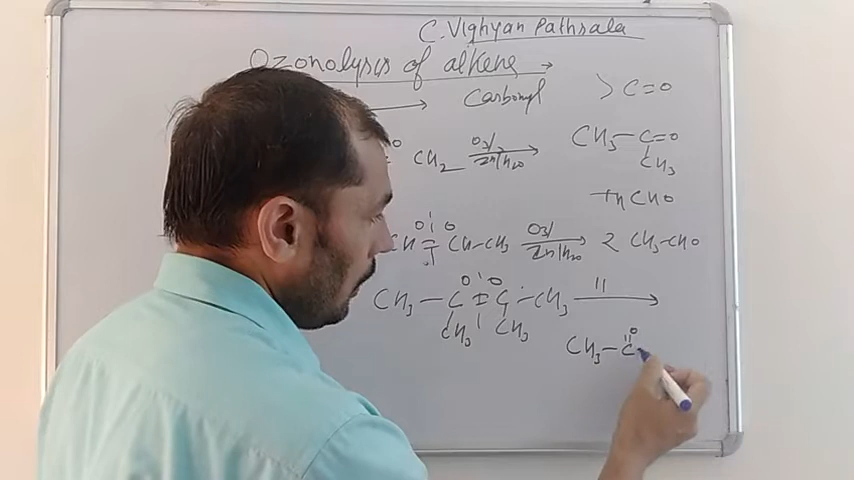 C. Vighyan Pathsala
Ozonolysis of alkene →
→ Carbonyl >C=O
O CH2 O3/ Zn/H2O → CH3-C=O
CH3
+HCHO
O O
CH=CH-CH3 O3/ Zn/H2O → 2 CH3-CHO
O O
CH3-C=C-CH3 " →
CH3 CH3
O
CH3-C